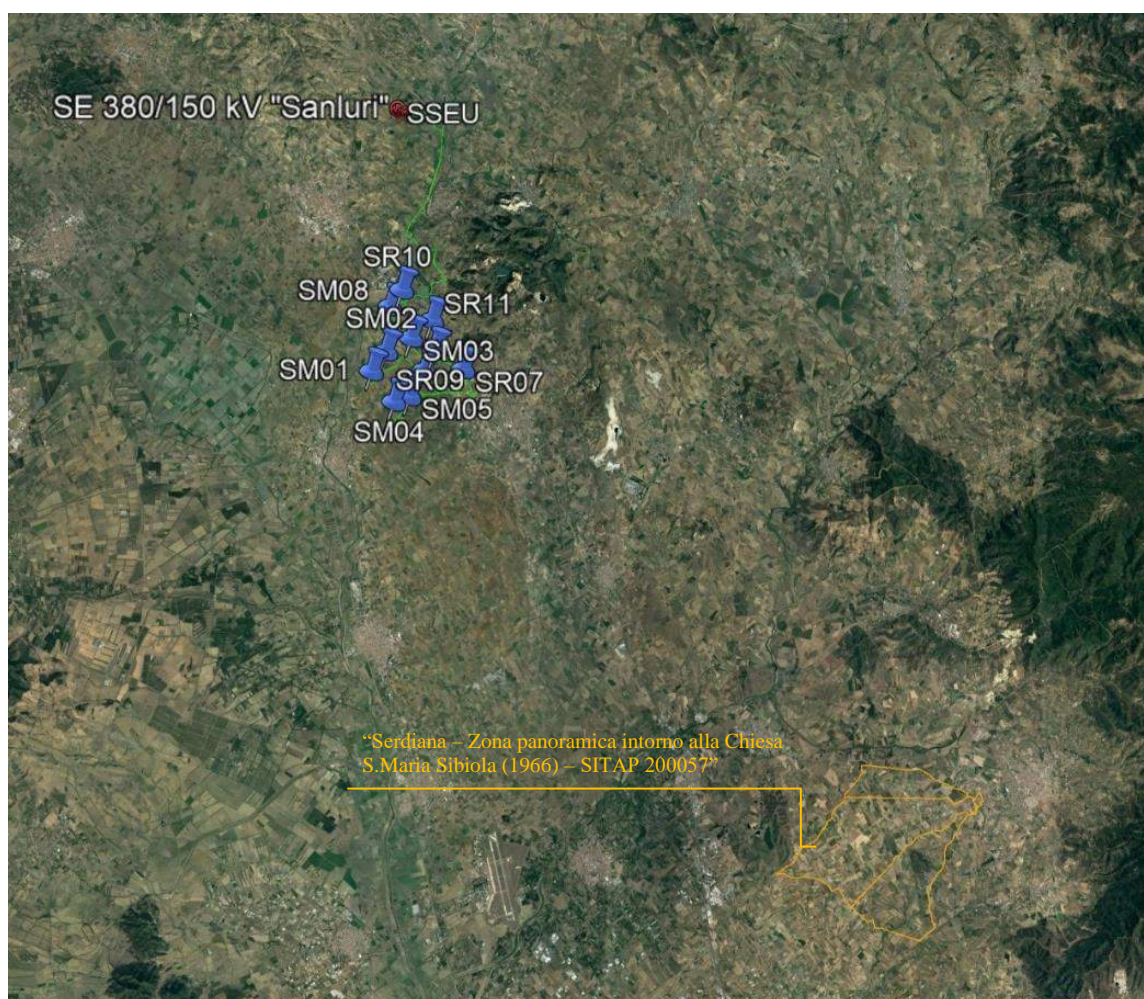 SE 380/150 kV "Sanluri"
SSEU
SR10
SM08
SR11
SM02
SM03
SM01
SR09
SR07
SM05
SM04
“Serdiana – Zona panoramica intorno alla Chiesa
S.Maria Sibiola (1966) – SITAP 200057”